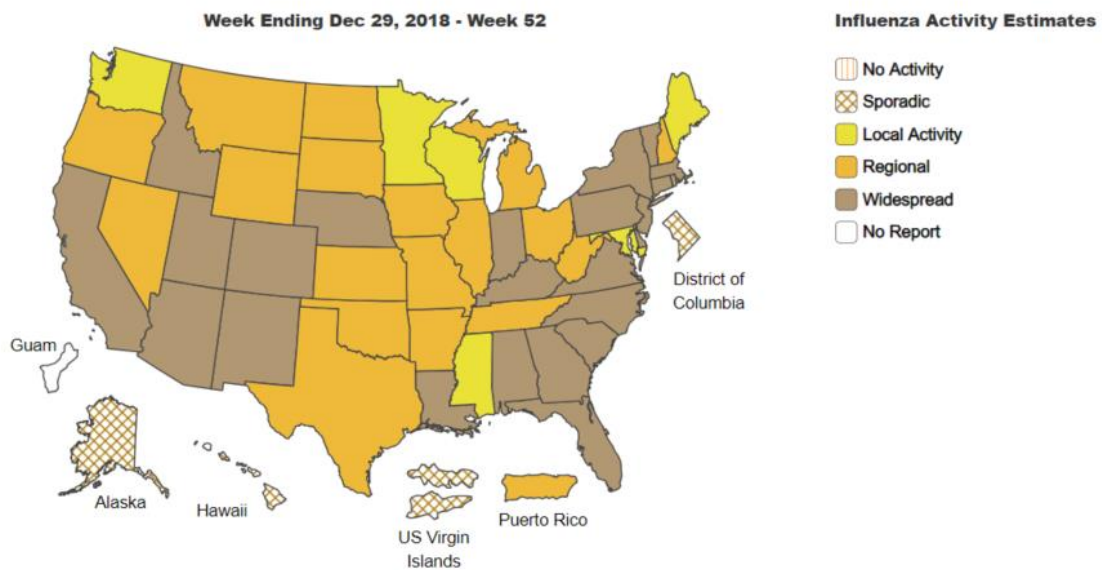 Week Ending Dec 29, 2018 - Week 52
Influenza Activity Estimates
No Activity
Sporadic
Local Activity
Regional
Widespread
No Report
District of
Columbia
Guam
Alaska
Hawaii
US Virgin
Islands
Puerto Rico